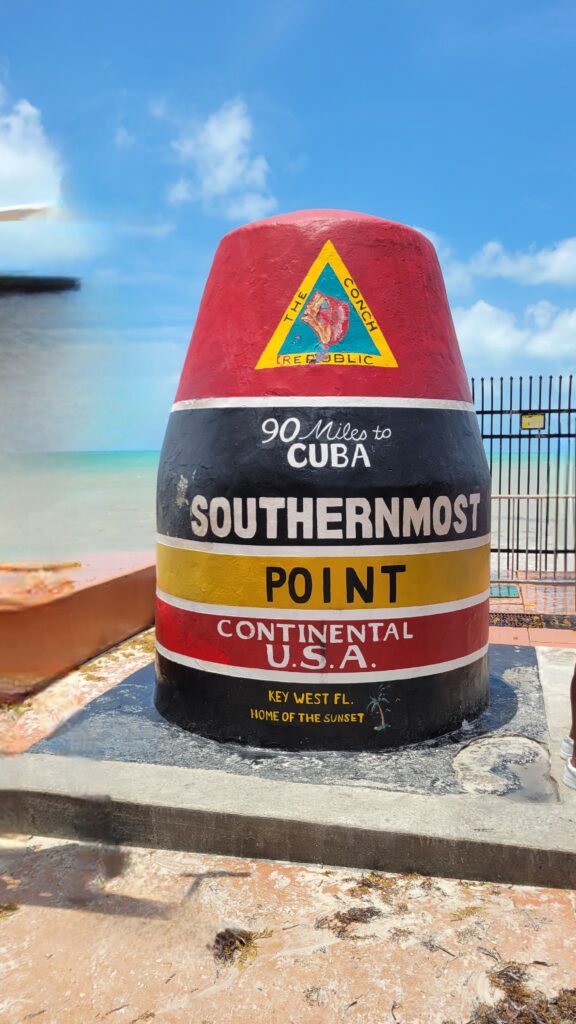 THE CONCH
REPUBLIC
90 Miles to
CUBA
SOUTHERNMOST
POINT
CONTINENTAL
U.S.A.
KEY WEST FL.
HOME OF THE SUNSET